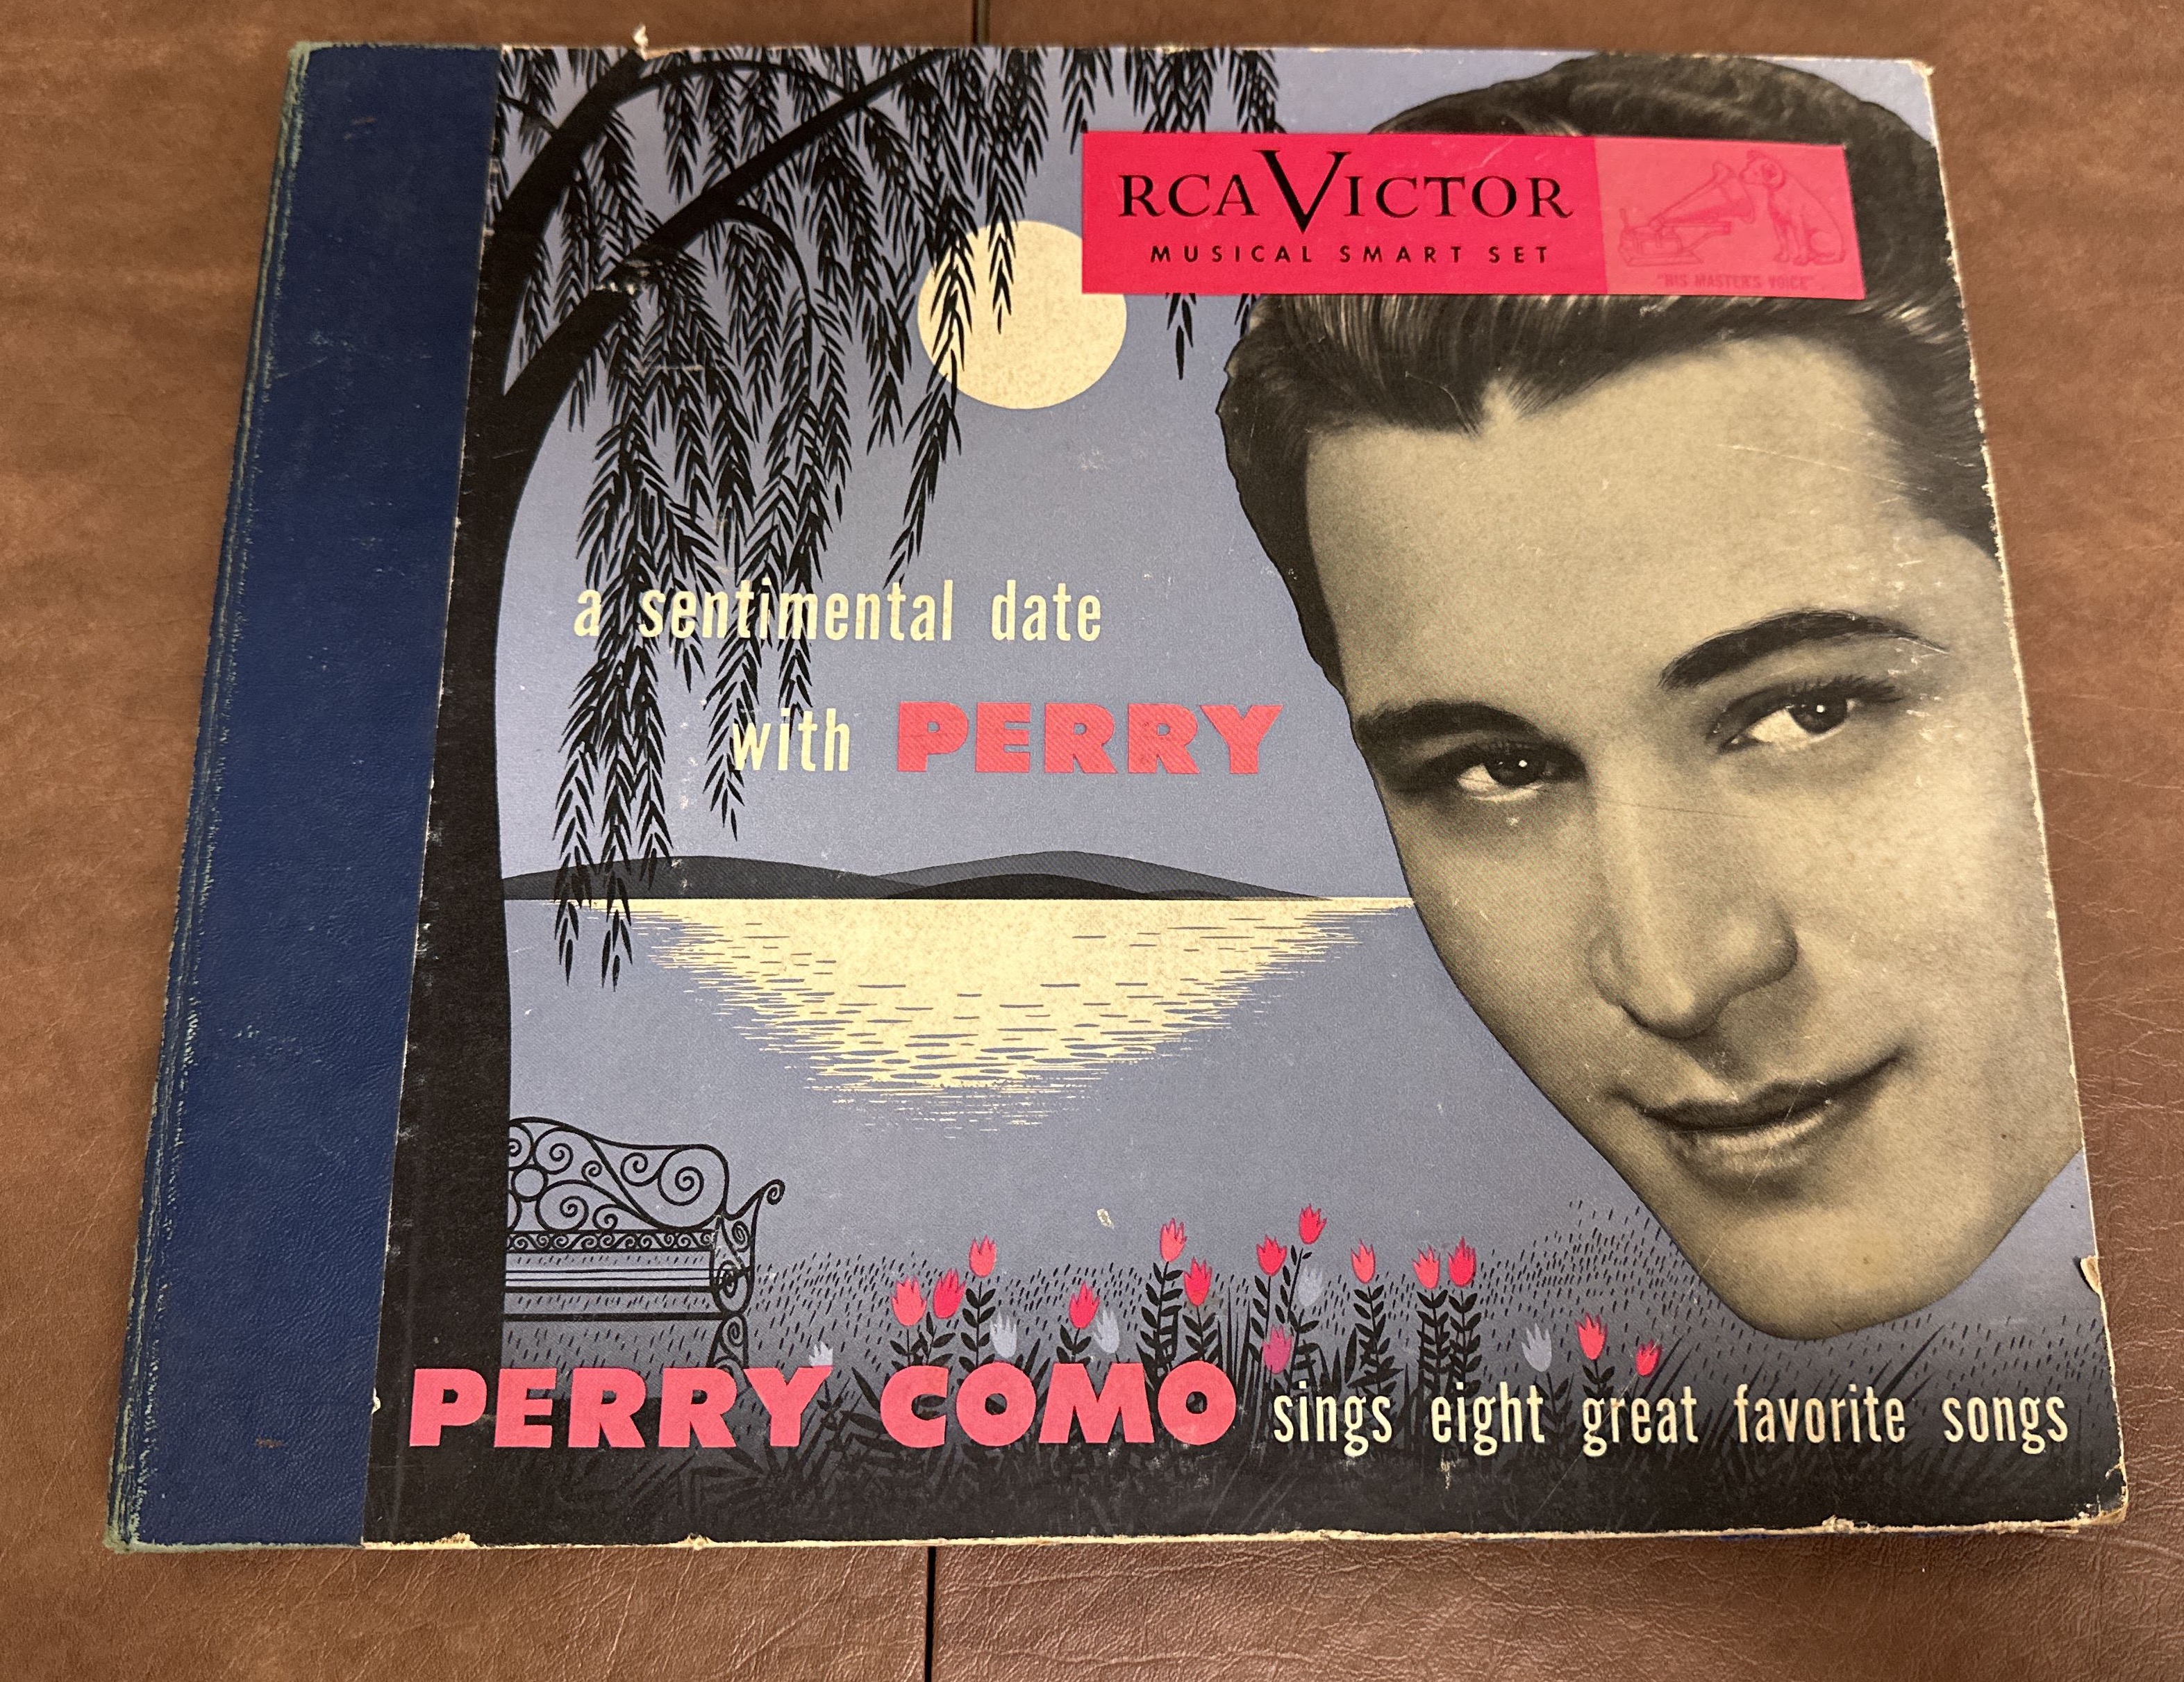 RCA VICTOR
MUSICAL SMART SET
"HIS MASTER'S VOICE"
a sentimental date
with PERRY
PERRY COMO sings eight great favorite songs